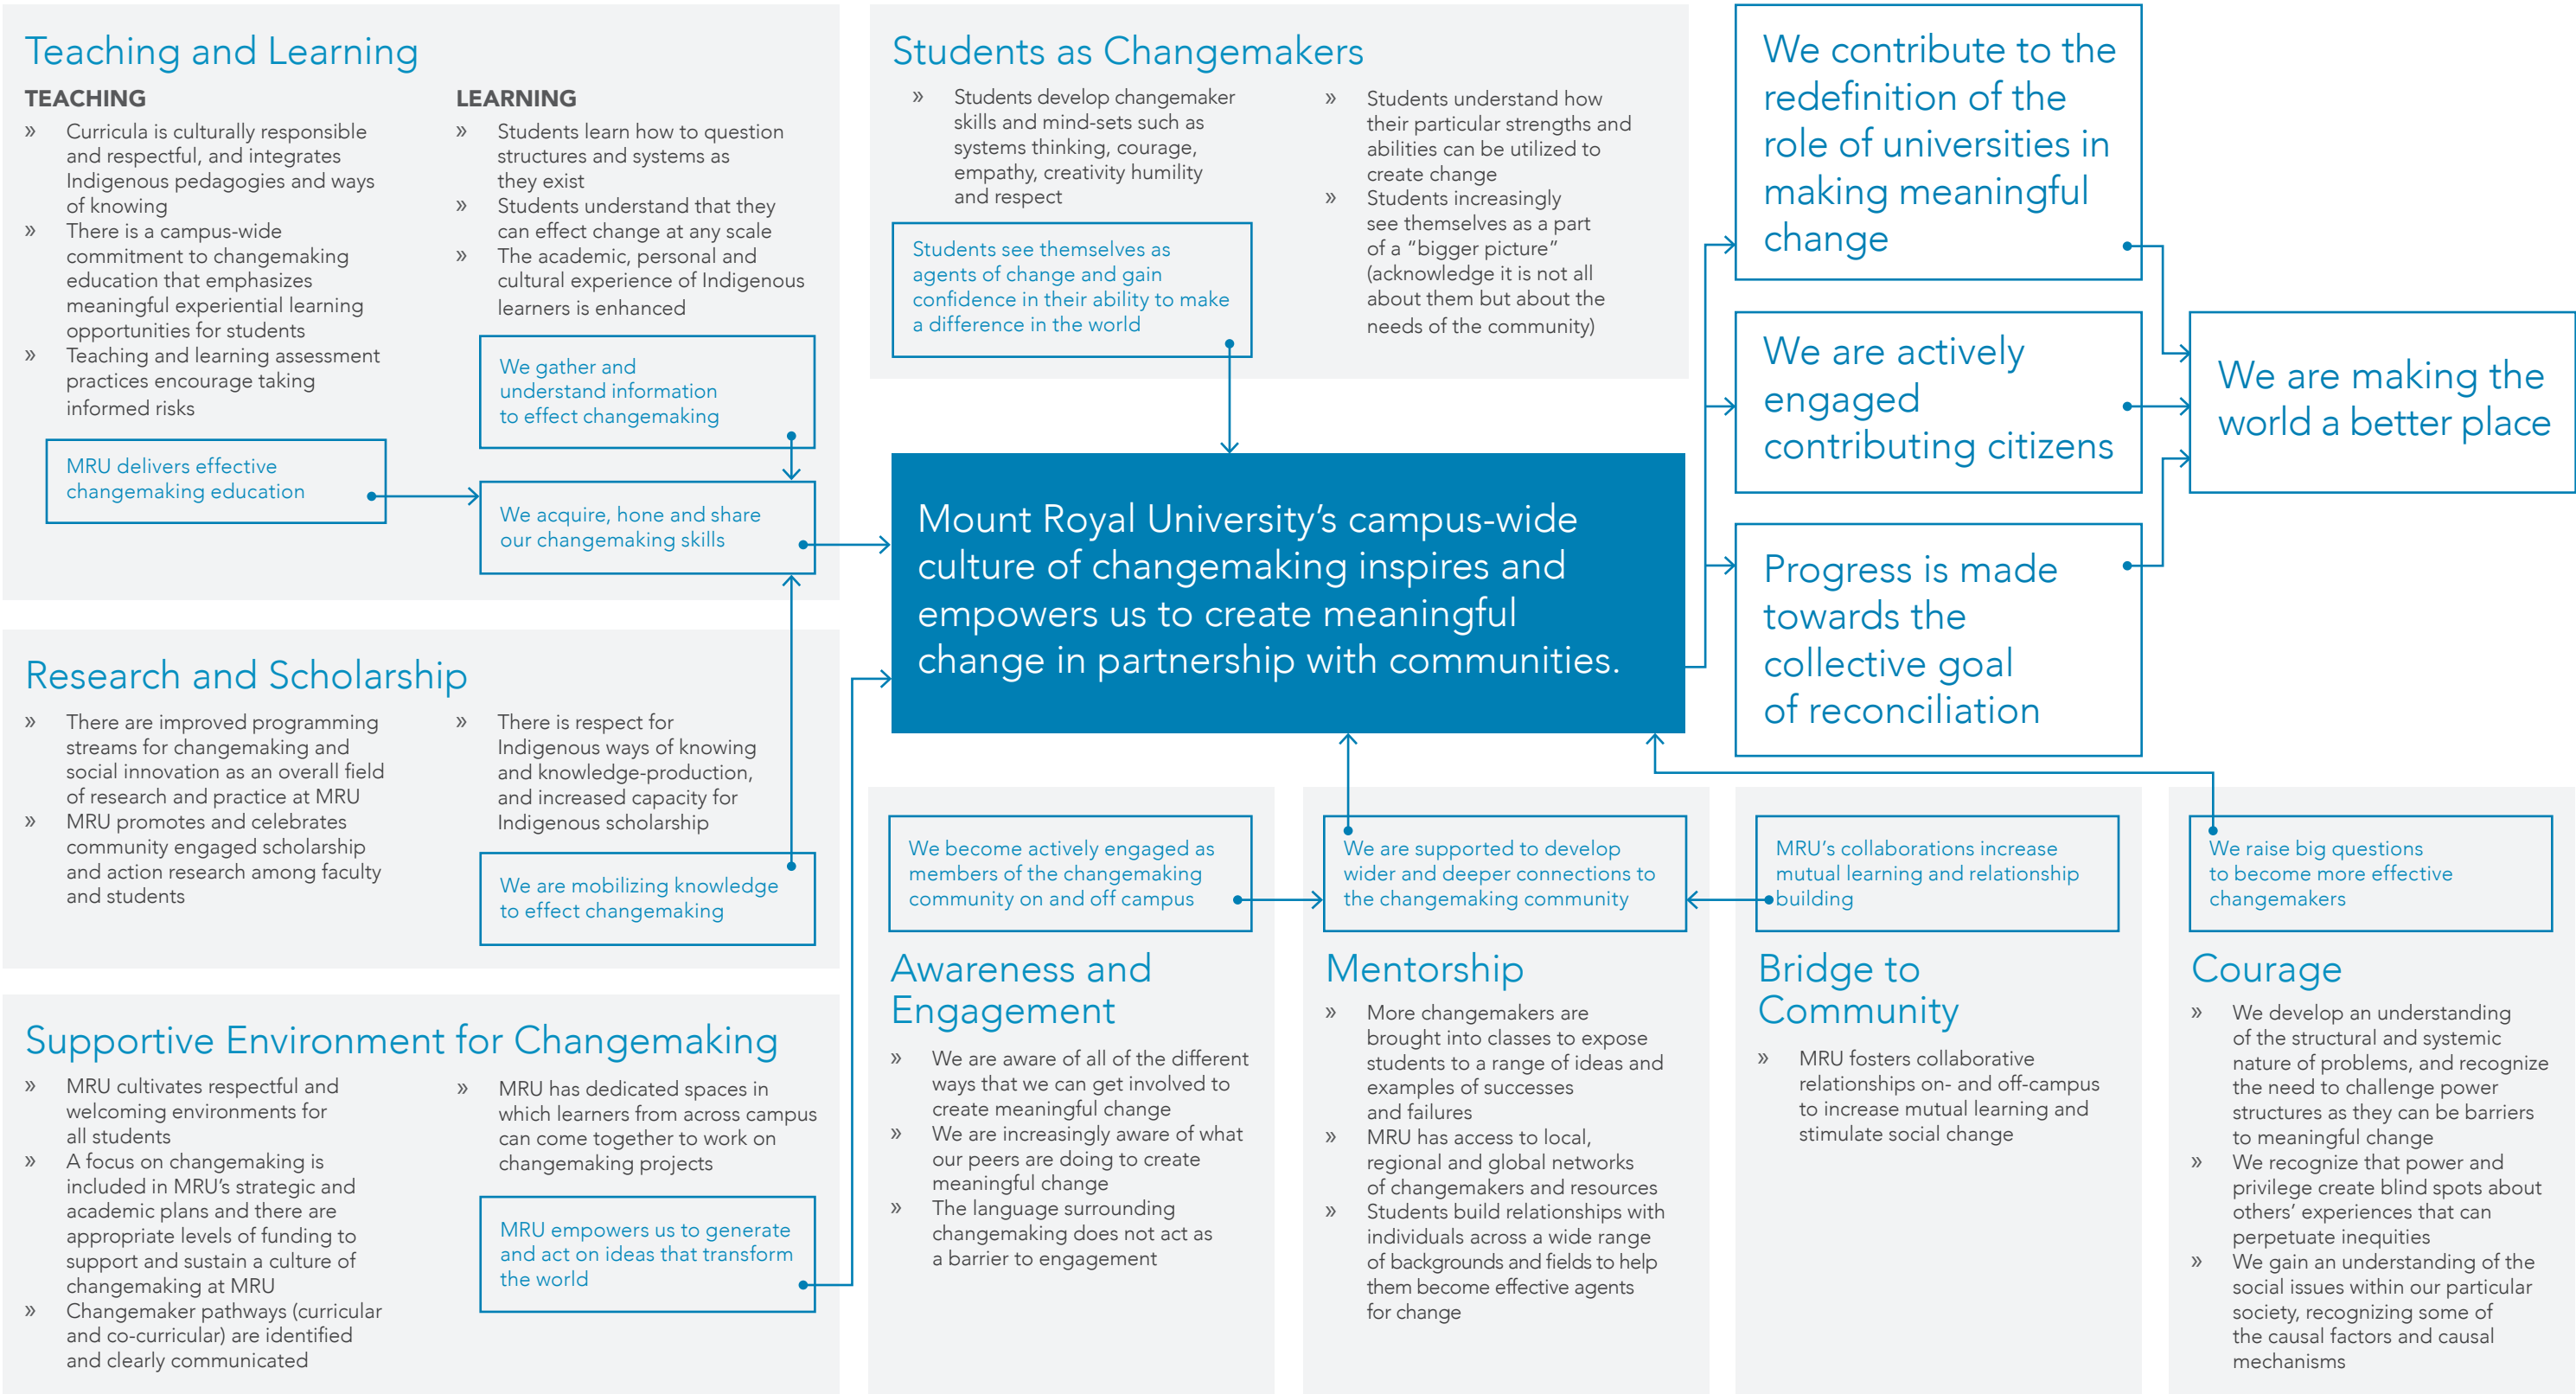 Teaching and Learning
TEACHING
» Curricula is culturally responsible
and respectful, and integrates
Indigenous pedagogies and ways
of knowing
» There is a campus-wide
commitment to changemaking
education that emphasizes
meaningful experiential learning
opportunities for students
» Teaching and learning assessment
practices encourage taking
informed risks
MRU delivers effective
changemaking education
LEARNING
» Students learn how to question
structures and systems as
they exist
» Students understand that they
can effect change at any scale
» The academic, personal and
cultural experience of Indigenous
learners is enhanced
We gather and
understand information
to effect changemaking
We acquire, hone and share
our changemaking skills
Research and Scholarship
» There are improved programming
streams for changemaking and
social innovation as an overall field
of research and practice at MRU
» MRU promotes and celebrates
community engaged scholarship
and action research among faculty
and students
» There is respect for
Indigenous ways of knowing
and knowledge-production,
and increased capacity for
Indigenous scholarship
We are mobilizing knowledge
to effect changemaking
Supportive Environment for Changemaking
» MRU cultivates respectful and
welcoming environments for
all students
» A focus on changemaking is
included in MRU’s strategic and
academic plans and there are
appropriate levels of funding to
support and sustain a culture of
changemaking at MRU
» Changemaker pathways (curricular
and co-curricular) are identified
and clearly communicated
» MRU has dedicated spaces in
which learners from across campus
can come together to work on
changemaking projects
MRU empowers us to generate
and act on ideas that transform
the world
Students as Changemakers
» Students develop changemaker
skills and mind-sets such as
systems thinking, courage,
empathy, creativity humility
and respect
Students see themselves as
agents of change and gain
confidence in their ability to make
a difference in the world
» Students understand how
their particular strengths and
abilities can be utilized to
create change
» Students increasingly
see themselves as a part
of a “bigger picture”
(acknowledge it is not all
about them but about the
needs of the community)
Mount Royal University’s campus-wide
culture of changemaking inspires and
empowers us to create meaningful
change in partnership with communities.
We contribute to the
redefinition of the
role of universities in
making meaningful
change
We are actively
engaged
contributing citizens
Progress is made
towards the
collective goal
of reconciliation
We are making the
world a better place
We become actively engaged as
members of the changemaking
community on and off campus
Awareness and
Engagement
» We are aware of all of the different
ways that we can get involved to
create meaningful change
» We are increasingly aware of what
our peers are doing to create
meaningful change
» The language surrounding
changemaking does not act as
a barrier to engagement
We are supported to develop
wider and deeper connections to
the changemaking community
Mentorship
» More changemakers are
brought into classes to expose
students to a range of ideas and
examples of successes
and failures
» MRU has access to local,
regional and global networks
of changemakers and resources
» Students build relationships with
individuals across a wide range
of backgrounds and fields to help
them become effective agents
for change
MRU’s collaborations increase
mutual learning and relationship
building
Bridge to
Community
» MRU fosters collaborative
relationships on- and off-campus
to increase mutual learning and
stimulate social change
We raise big questions
to become more effective
changemakers
Courage
» We develop an understanding
of the structural and systemic
nature of problems, and recognize
the need to challenge power
structures as they can be barriers
to meaningful change
» We recognize that power and
privilege create blind spots about
others’ experiences that can
perpetuate inequities
» We gain an understanding of the
social issues within our particular
society, recognizing some of
the causal factors and causal
mechanisms